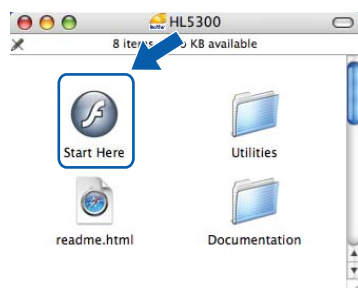 HL5300
8 items KB available
Start Here
Utilities
readme.html
Documentation